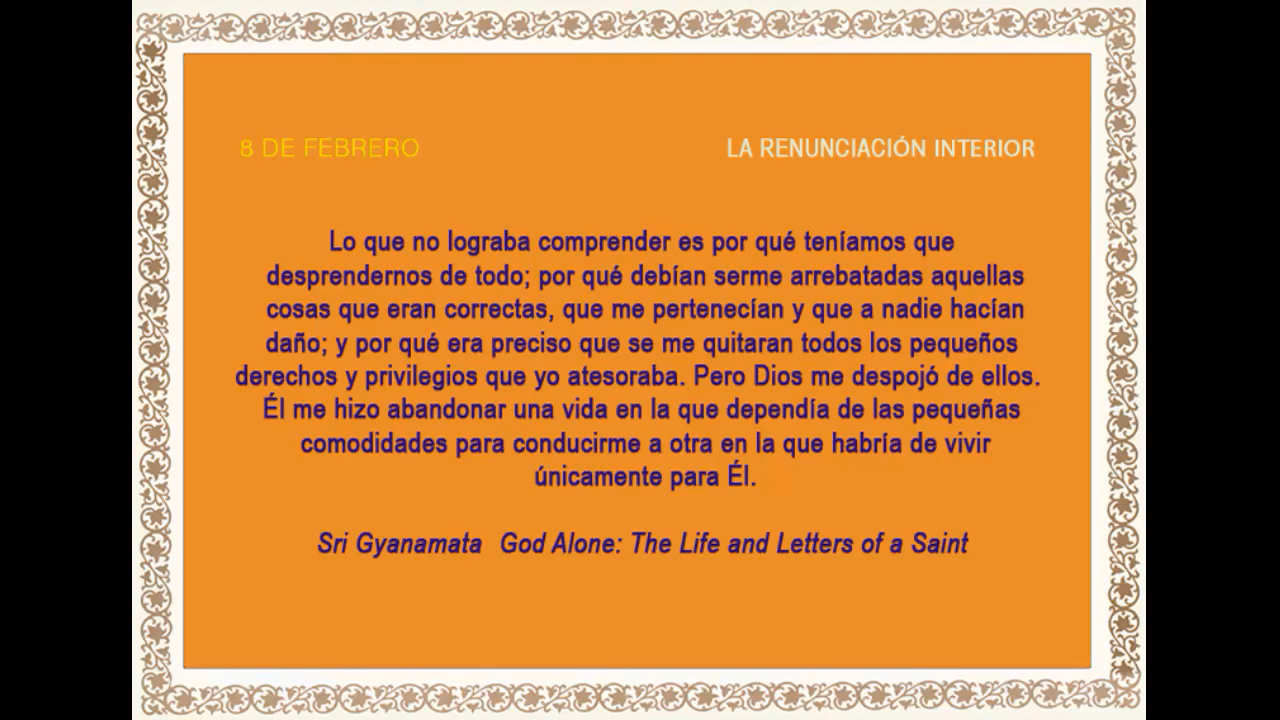 8 DE FEBRERO
LA RENUNCIACIÓN INTERIOR
Lo que no lograba comprender es por qué teníamos que
desprendernos de todo; por qué debían serme arrebatadas aquellas
cosas que eran correctas, que me pertenecían y que a nadie hacían
daño; y por qué era preciso que se me quitaran todos los pequeños
derechos y privilegios que yo atesoraba. Pero Dios me despojó de ellos.
Él me hizo abandonar una vida en la que dependía de las pequeñas
comodidades para conducirme a otra en la que habría de vivir
únicamente para Él.
Sri Gyanamata God Alone: The Life and Letters of a Saint